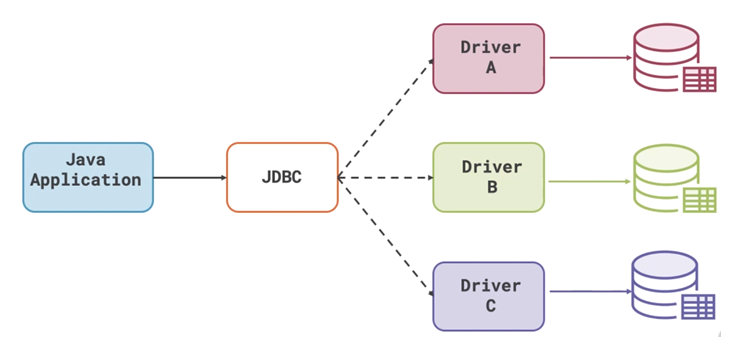 Java
Application
JDBC
Driver
A
Driver
B
Driver
C